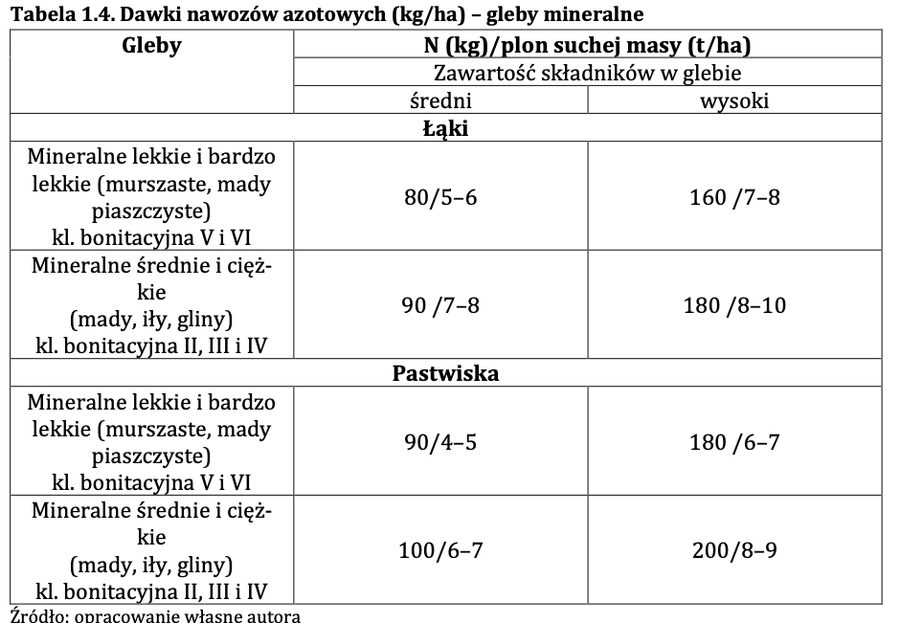 Tabela 1.4. Dawki nawozów azotowych (kg/ha) – gleby mineralne
Gleby
N (kg)/plon suchej masy (t/ha)
Zawartość składników w glebie
średni
wysoki
Łąki
Mineralne lekkie i bardzo
lekkie (murszaste, mady
piaszczyste)
kl. bonitacyjna V i VI
80/5–6
160 /7–8
Mineralne średnie i cięż-
kie
(mady, iły, gliny)
kl. bonitacyjna II, III i IV
90 /7–8
180 /8–10
Pastwiska
Mineralne lekkie i bardzo
lekkie (murszaste, mady
piaszczyste)
kl. bonitacyjna V i VI
90/4–5
180 /6–7
Mineralne średnie i cięż-
kie
(mady, iły, gliny)
kl. bonitacyjna II, III i IV
100/6–7
200/8–9
Źródło: opracowanie własne autora